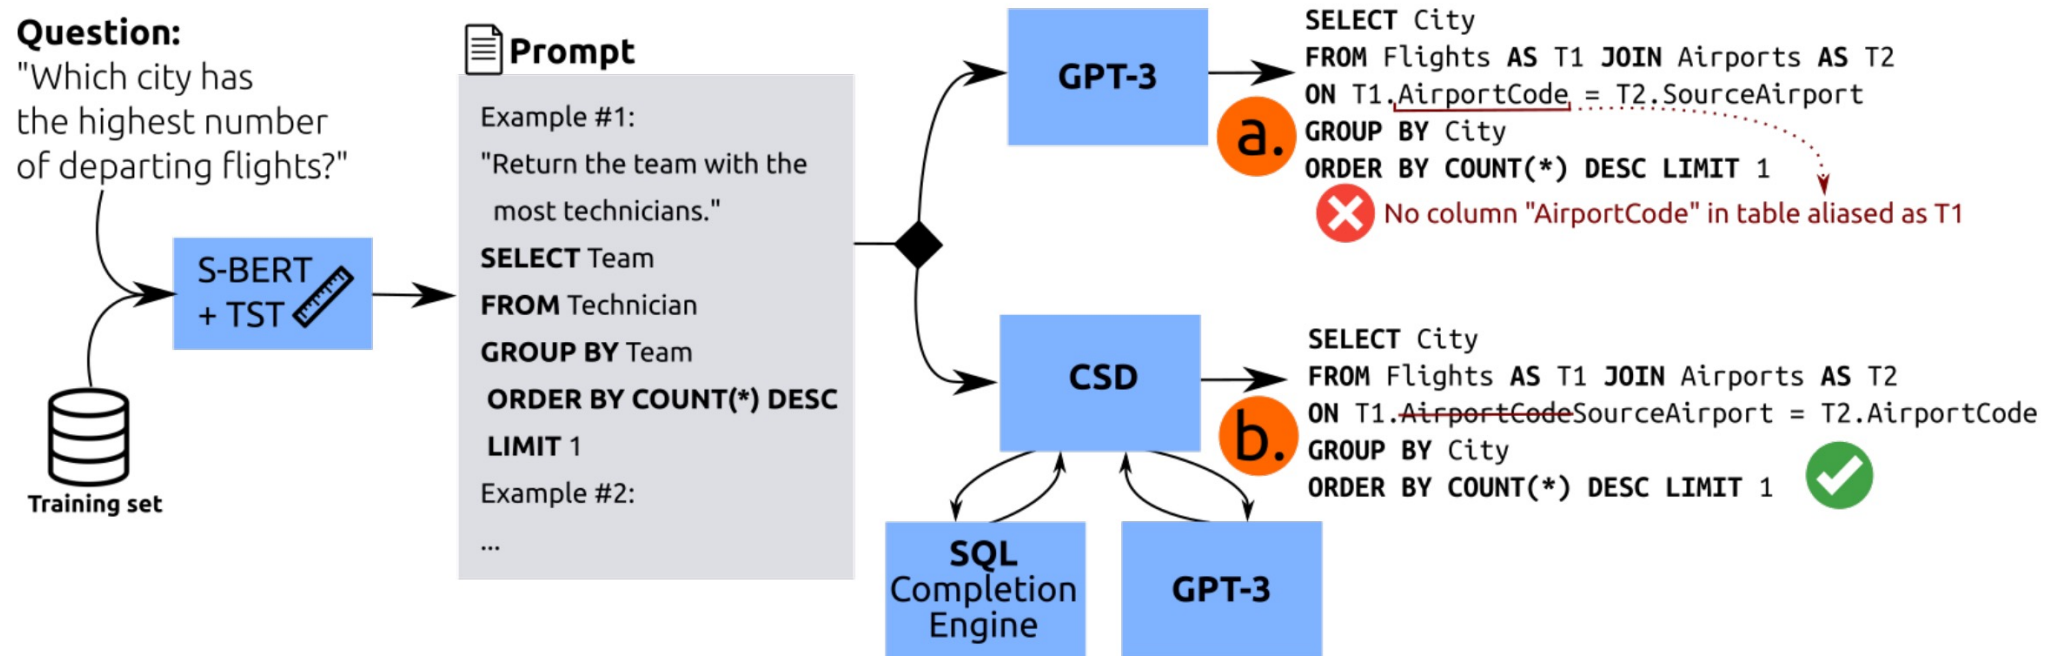 Question:
"Which city has
the highest number
of departing flights?"
S-BERT
+ TST
Training set
Prompt
Example #1:
"Return the team with the
most technicians."
SELECT Team
FROM Technician
GROUP BY Team
ORDER BY COUNT(*) DESC
LIMIT 1
Example #2:
...
GPT-3
a.
SELECT City
FROM Flights AS T1 JOIN Airports AS T2
ON T1.AirportCode = T2.SourceAirport
GROUP BY City
ORDER BY COUNT(*) DESC LIMIT 1
No column "AirportCode" in table aliased as T1
CSD
b.
SELECT City
FROM Flights AS T1 JOIN Airports AS T2
ON T1.AirportCodeSourceAirport = T2.AirportCode
GROUP BY City
ORDER BY COUNT(*) DESC LIMIT 1
SQL
Completion
Engine
GPT-3